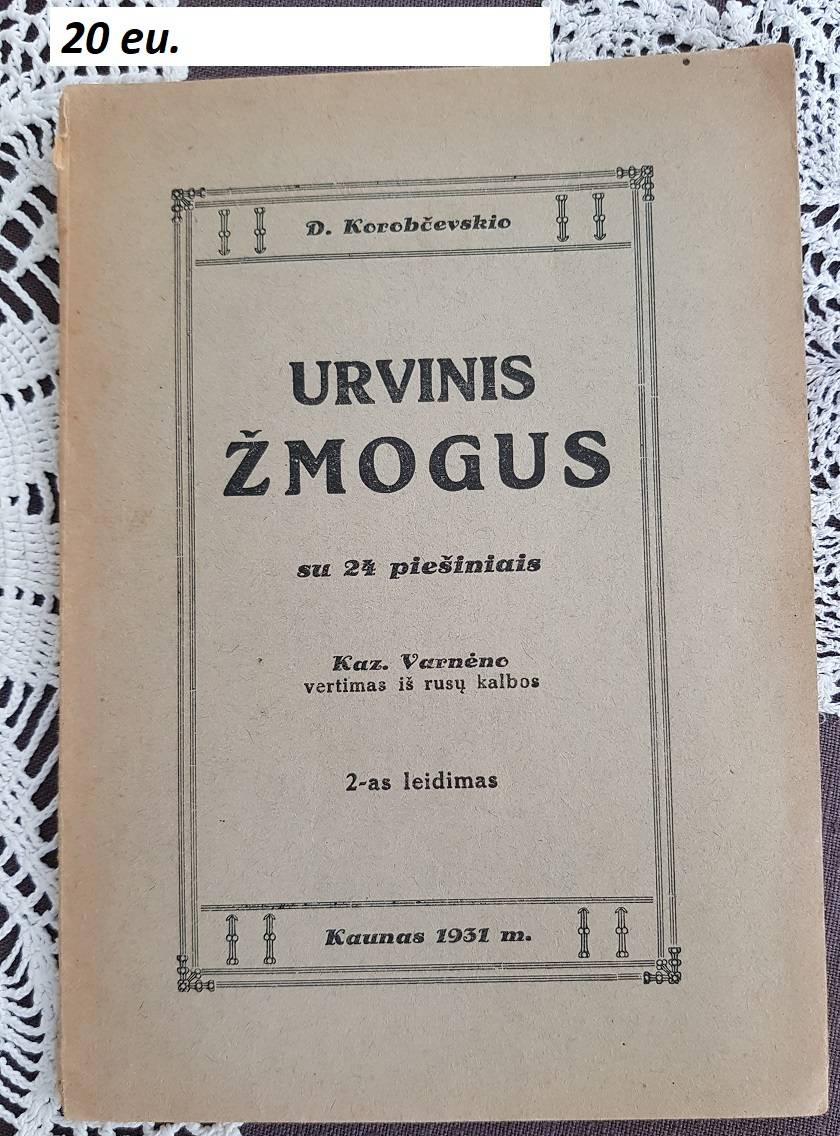 20 eu.
D. Korobčevskio
URVINIS
ŽMOGUS
su 24 piešiniais
Kaz. Varnėno
vertimas iš rusų kalbos
2-as leidimas
Kaunas 1931 m.